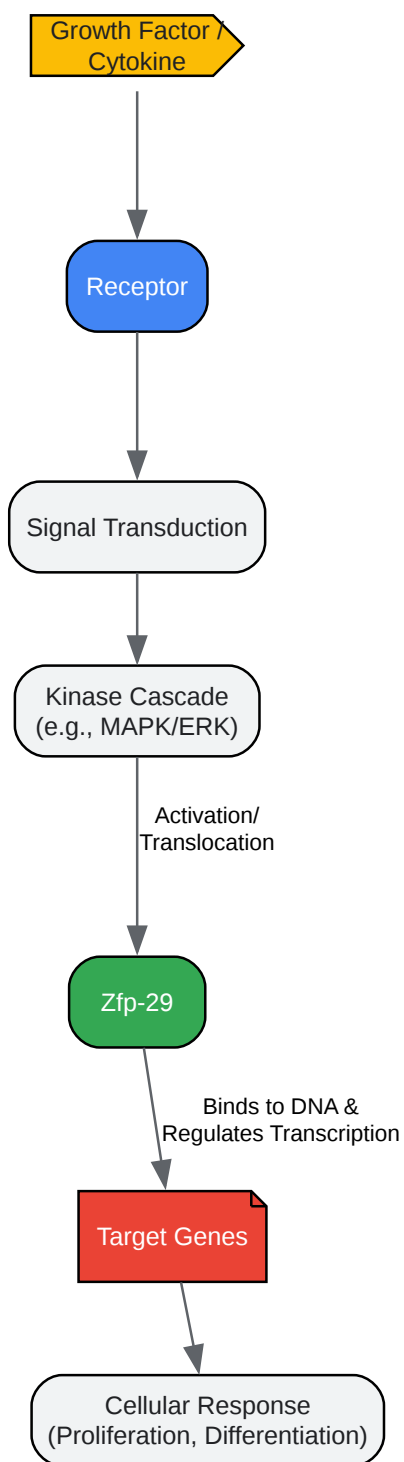 Growth Factor /
Cytokine
Receptor
Signal Transduction
Kinase Cascade
(e.g., MAPK/ERK)
Activation/
Translocation
Zfp-29
Binds to DNA &
Regulates Transcription
Target Genes
Cellular Response
(Proliferation, Differentiation)